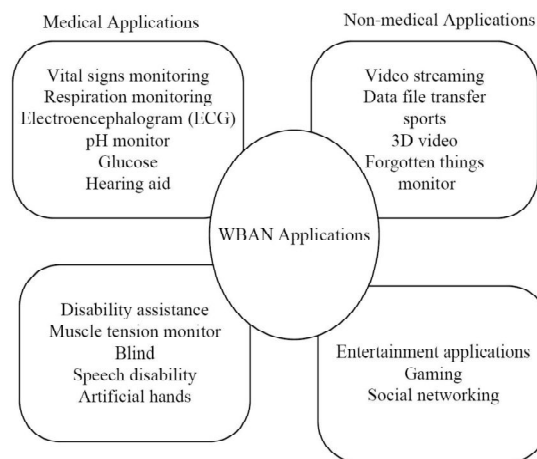 Medical Applications
Non-medical Applications
Vital signs monitoring
Respiration monitoring
Electroencephalogram (ECG)
pH monitor
Glucose
Hearing aid
Video streaming
Data file transfer
sports
3D video
Forgotten things
monitor
WBAN Applications
Disability assistance
Muscle tension monitor
Blind
Speech disability
Artificial hands
Entertainment applications
Gaming
Social networking